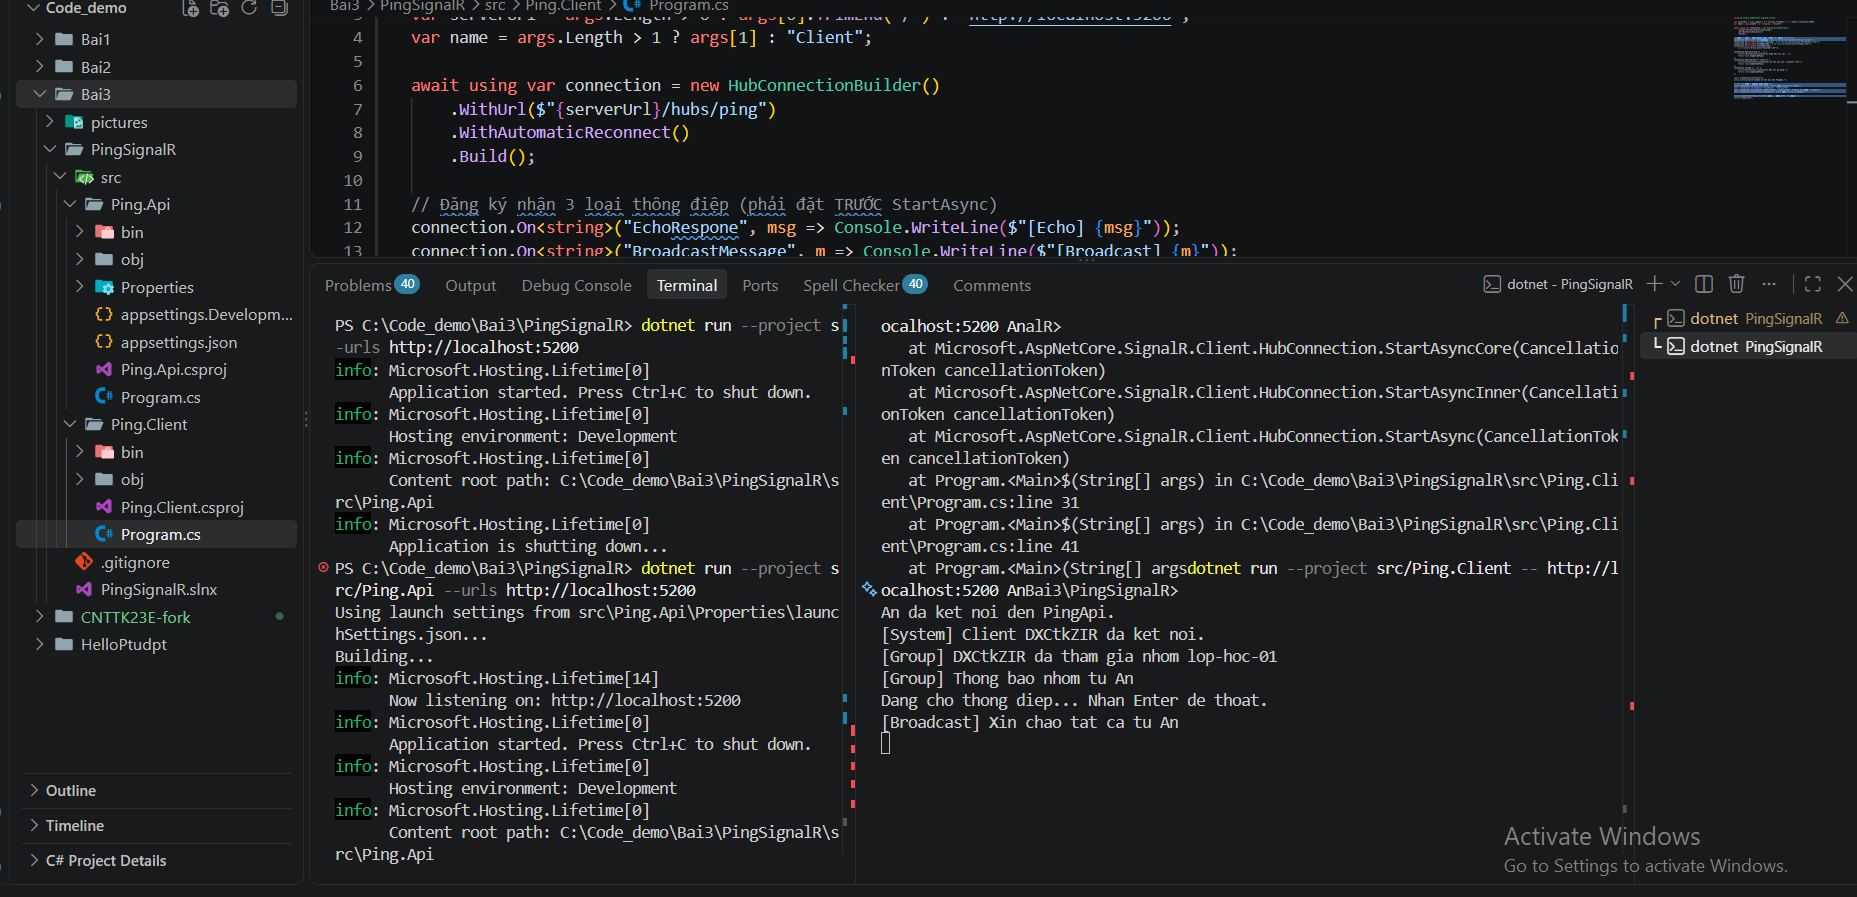 Code_demo
Bai1
Bai2
Bai3
pictures
PingSignalR
src
Ping.Api
bin
obj
Properties
appsettings.Developm...
appsettings.json
Ping.Api.csproj
Program.cs
Ping.Client
bin
obj
Ping.Client.csproj
Program.cs
.gitignore
PingSignalR.slnx
CNTTK23E-fork
HelloPtudpt
Outline
Timeline
C# Project Details
Bai3 > PingSignalR > src > Ping.Client > Program.cs
4 var name = args.Length > 1 ? args[1] : "Client";
5
6 await using var connection = new HubConnectionBuilder()
7 .WithUrl($"{serverUrl}/hubs/ping")
8 .WithAutomaticReconnect()
9 .Build();
10
11 // Đăng ký nhận 3 loại thông điệp (phải đặt TRƯỚC StartAsync)
12 connection.On<string>("EchoRespone", msg => Console.WriteLine($"[Echo] {msg}"));
13 connection.On<string>("BroadcastMessage", m => Console.WriteLine($"[Broadcast] {m}"));
Problems 40 Output Debug Console Terminal Ports Spell Checker 40 Comments
dotnet - PingSignalR
PS C:\Code_demo\Bai3\PingSignalR> dotnet run --project s
-urls http://localhost:5200
info: Microsoft.Hosting.Lifetime[0]
Application started. Press Ctrl+C to shut down.
info: Microsoft.Hosting.Lifetime[0]
Hosting environment: Development
info: Microsoft.Hosting.Lifetime[0]
Content root path: C:\Code_demo\Bai3\PingSignalR\s
rc\Ping.Api
info: Microsoft.Hosting.Lifetime[0]
Application is shutting down...
PS C:\Code_demo\Bai3\PingSignalR> dotnet run --project s
rc/Ping.Api --urls http://localhost:5200
Using launch settings from src\Ping.Api\Properties\launc
hSettings.json...
Building...
info: Microsoft.Hosting.Lifetime[14]
Now listening on: http://localhost:5200
info: Microsoft.Hosting.Lifetime[0]
Application started. Press Ctrl+C to shut down.
info: Microsoft.Hosting.Lifetime[0]
Hosting environment: Development
info: Microsoft.Hosting.Lifetime[0]
Content root path: C:\Code_demo\Bai3\PingSignalR\s
rc\Ping.Api
ocalhost:5200 AnalR>
at Microsoft.AspNetCore.SignalR.Client.HubConnection.StartAsyncCore(Cancellatio
nToken cancellationToken)
at Microsoft.AspNetCore.SignalR.Client.HubConnection.StartAsyncInner(Cancellati
onToken cancellationToken)
at Microsoft.AspNetCore.SignalR.Client.HubConnection.StartAsync(CancellationTok
en cancellationToken)
at Program.<Main>$(String[] args) in C:\Code_demo\Bai3\PingSignalR\src\Ping.Cli
ent\Program.cs:line 31
at Program.<Main>$(String[] args) in C:\Code_demo\Bai3\PingSignalR\src\Ping.Cli
ent\Program.cs:line 41
at Program.<Main>(String[] argsdotnet run --project src/Ping.Client -- http://l
ocalhost:5200 AnBai3\PingSignalR>
An da ket noi den PingApi.
[System] Client DXCtkZIR da ket noi.
[Group] DXCtkZIR da tham gia nhom lop-hoc-01
[Group] Thong bao nhom tu An
Dang cho thong diep... Nhan Enter de thoat.
[Broadcast] Xin chao tat ca tu An
dotnet PingSignalR
dotnet PingSignalR
Activate Windows
Go to Settings to activate Windows.